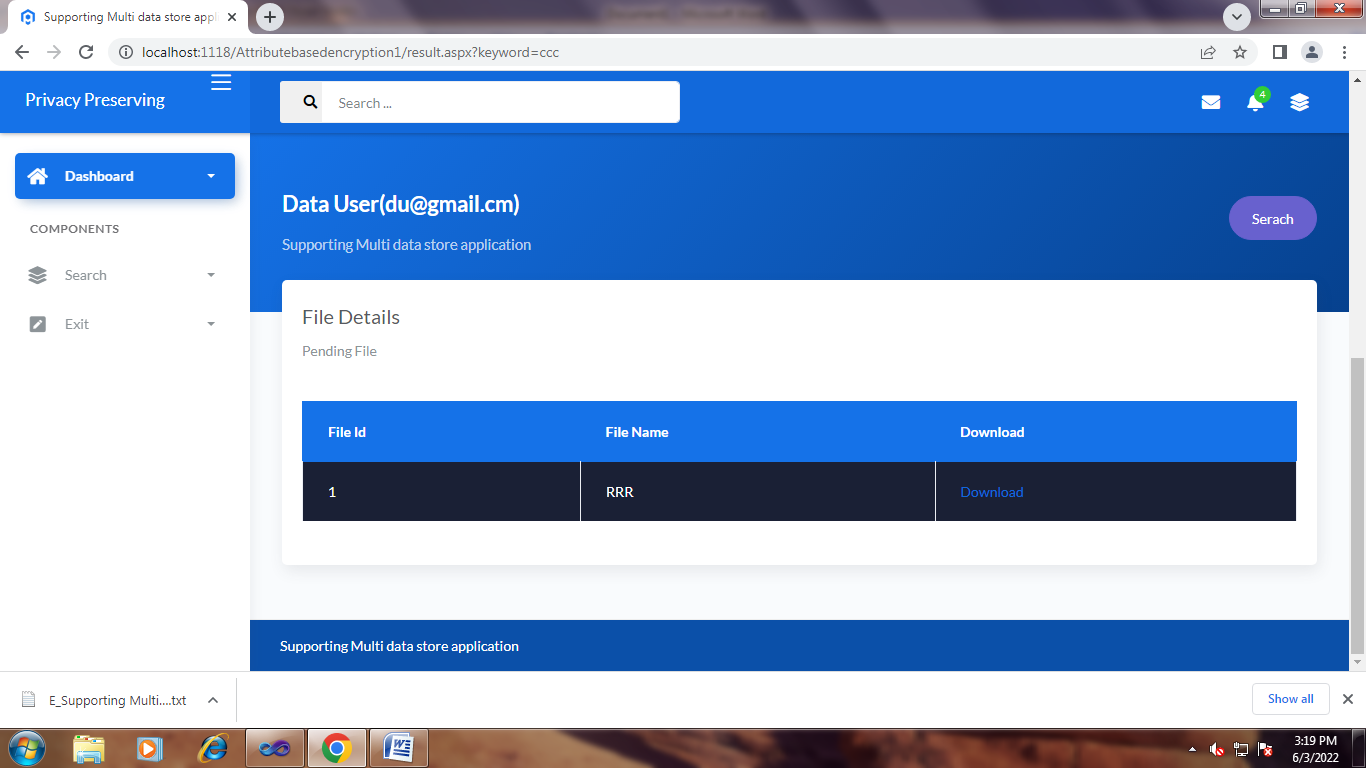 Supporting Multi data store appl
localhost:1118/Attributebasedencryption1/result.aspx?keyword=ccc
Privacy Preserving
Search ...
4
Dashboard
COMPONENTS
Search
Exit
Data User(du@gmail.cm)
Serach
Supporting Multi data store application
File Details
Pending File
File Id File Name Download
1 RRR Download
Supporting Multi data store application
E_Supporting Multi....txt
Show all
3:19 PM
6/3/2022